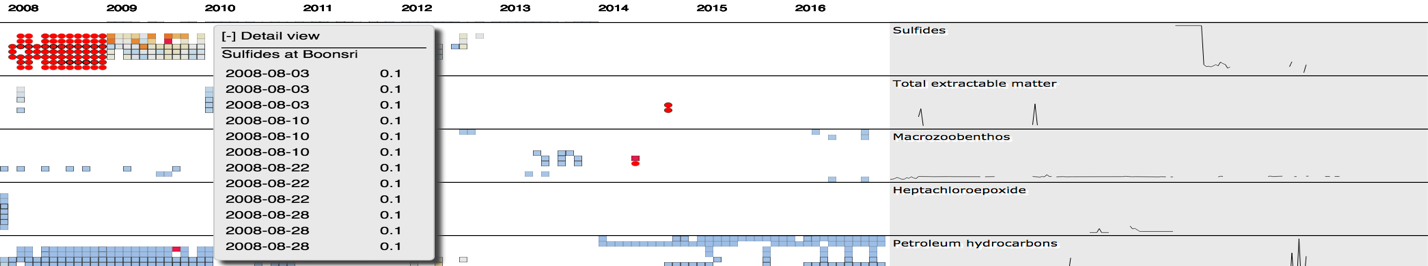 2008 2009 2010 2011 2012 2013 2014 2015 2016
[-] Detail view
Sulfides at Boonsri
2008-08-03 0.1
2008-08-03 0.1
2008-08-03 0.1
2008-08-10 0.1
2008-08-10 0.1
2008-08-10 0.1
2008-08-22 0.1
2008-08-22 0.1
2008-08-22 0.1
2008-08-28 0.1
2008-08-28 0.1
2008-08-28 0.1
Sulfides
Total extractable matter
Macrozoobenthos
Heptachloroepoxide
Petroleum hydrocarbons